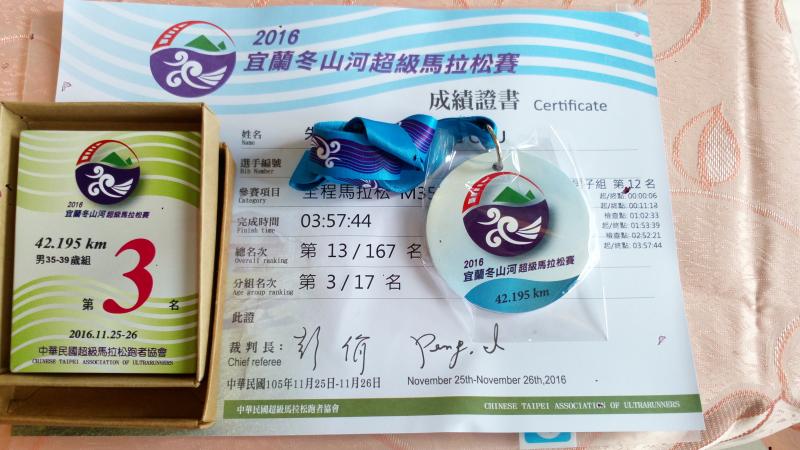 2016
宜蘭冬山河超級馬拉松賽
成績證書 Certificate
姓名
Name
選手編號
Bib Number
參賽項目 全程馬拉松 M35
Category
子組 第 12 名
起/終點: 00:00:06
起/終點: 00:11:13
檢查點: 01:02:33
起/終點: 01:53:39
檢查點: 02:52:21
起/終點: 03:57:44
完成時間 03:57:44
Finish time
總名次 第 13 / 167 名
Overall ranking
分組名次 第 3 / 17 名
Age group ranking
此證
裁判長:
Chief referee
中華民國105年11月25日-11月26日 November 25th-November 26th,2016
中華民國超級馬拉松跑者協會 CHINESE TAIPEI ASSOCIATION OF ULTRARUNNERS
2016
宜蘭冬山河超級馬拉松賽
42.195 km
男35-39歲組
第 3 名
2016.11.25-26
中華民國超級馬拉松跑者協會
CHINESE TAIPEI ASSOCIATION OF ULTRARUNNERS
2016
宜蘭冬山河超級馬拉松賽
42.195 km